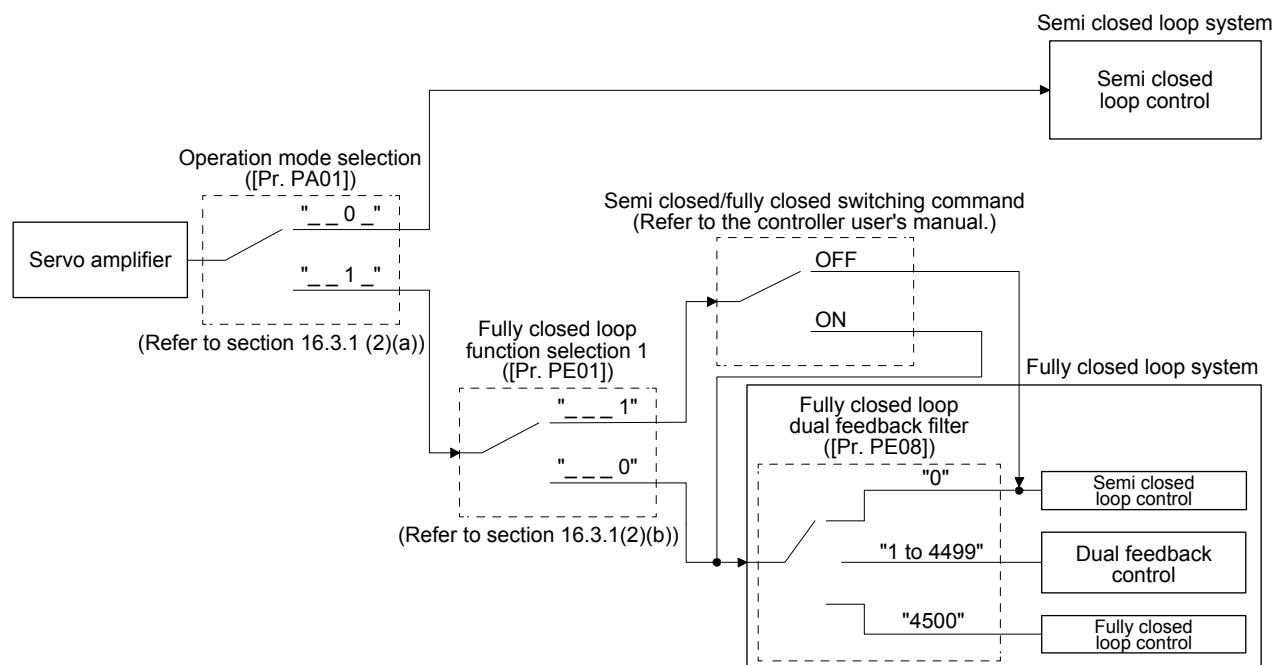 Semi closed loop system
Semi closed
loop control
Operation mode selection
([Pr. PA01])
"_ _ 0 _"
"_ _ 1 _"
Servo amplifier
(Refer to section 16.3.1 (2)(a))
Semi closed/fully closed switching command
(Refer to the controller user's manual.)
OFF
ON
Fully closed loop
function selection 1
([Pr. PE01])
"_ _ _ 1"
"_ _ _ 0"
(Refer to section 16.3.1(2)(b))
Fully closed loop system
Fully closed loop
dual feedback filter
([Pr. PE08])
"0"
Semi closed
loop control
"1 to 4499"
Dual feedback
control
"4500"
Fully closed
loop control